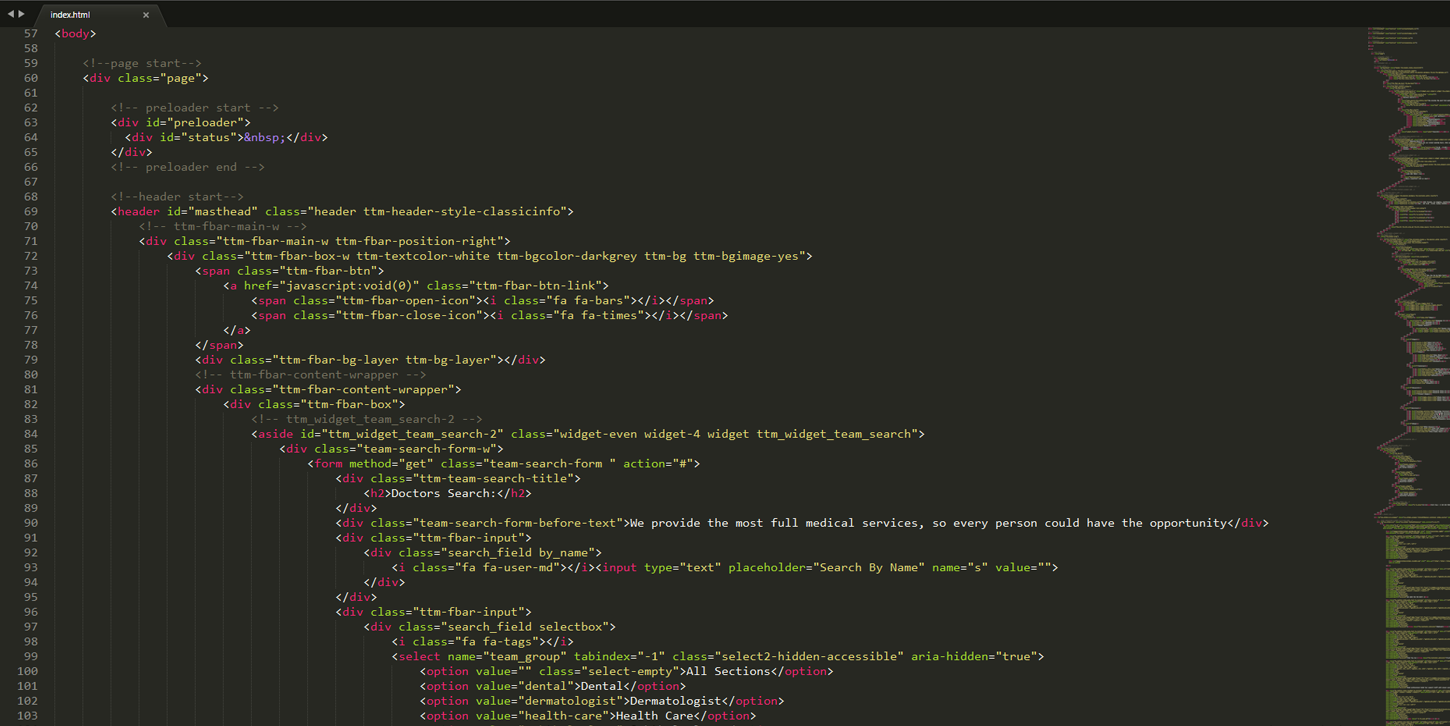 index.html ×
57 <body>
58
59 <!--page start-->
60 <div class="page">
61
62 <!-- preloader start -->
63 <div id="preloader">
64 <div id="status">&nbsp;</div>
65 </div>
66 <!-- preloader end -->
67
68 <!--header start-->
69 <header id="masthead" class="header ttm-header-style-classicinfo">
70 <!-- ttm-fbar-main-w -->
71 <div class="ttm-fbar-main-w ttm-fbar-position-right">
72 <div class="ttm-fbar-box-w ttm-textcolor-white ttm-bgcolor-darkgrey ttm-bg ttm-bgimage-yes">
73 <span class="ttm-fbar-btn">
74 <a href="javascript:void(0)" class="ttm-fbar-btn-link">
75 <span class="ttm-fbar-open-icon"><i class="fa fa-bars"></i></span>
76 <span class="ttm-fbar-close-icon"><i class="fa fa-times"></i></span>
77 </a>
78 </span>
79 <div class="ttm-fbar-bg-layer ttm-bg-layer"></div>
80 <!-- ttm-fbar-content-wrapper -->
81 <div class="ttm-fbar-content-wrapper">
82 <div class="ttm-fbar-box">
83 <!-- ttm_widget_team_search-2 -->
84 <aside id="ttm_widget_team_search-2" class="widget-even widget-4 widget ttm_widget_team_search">
85 <div class="team-search-form-w">
86 <form method="get" class="team-search-form " action="#">
87 <div class="ttm-team-search-title">
88 <h2>Doctors Search:</h2>
89 </div>
90 <div class="team-search-form-before-text">We provide the most full medical services, so every person could have the opportunity</div>
91 <div class="ttm-fbar-input">
92 <div class="search_field by_name">
93 <i class="fa fa-user-md"></i><input type="text" placeholder="Search By Name" name="s" value="">
94 </div>
95 </div>
96 <div class="ttm-fbar-input">
97 <div class="search_field selectbox">
98 <i class="fa fa-tags"></i>
99 <select name="team_group" tabindex="-1" class="select2-hidden-accessible" aria-hidden="true">
100 <option value="" class="select-empty">All Sections</option>
101 <option value="dental">Dental</option>
102 <option value="dermatologist">Dermatologist</option>
103 <option value="health-care">Health Care</option>